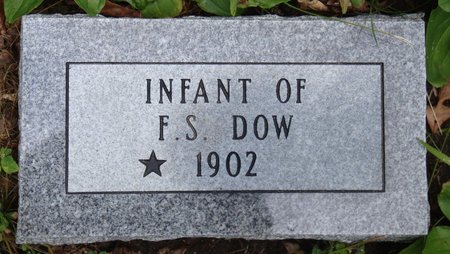 INFANT OF
F.S. DOW
★ 1902